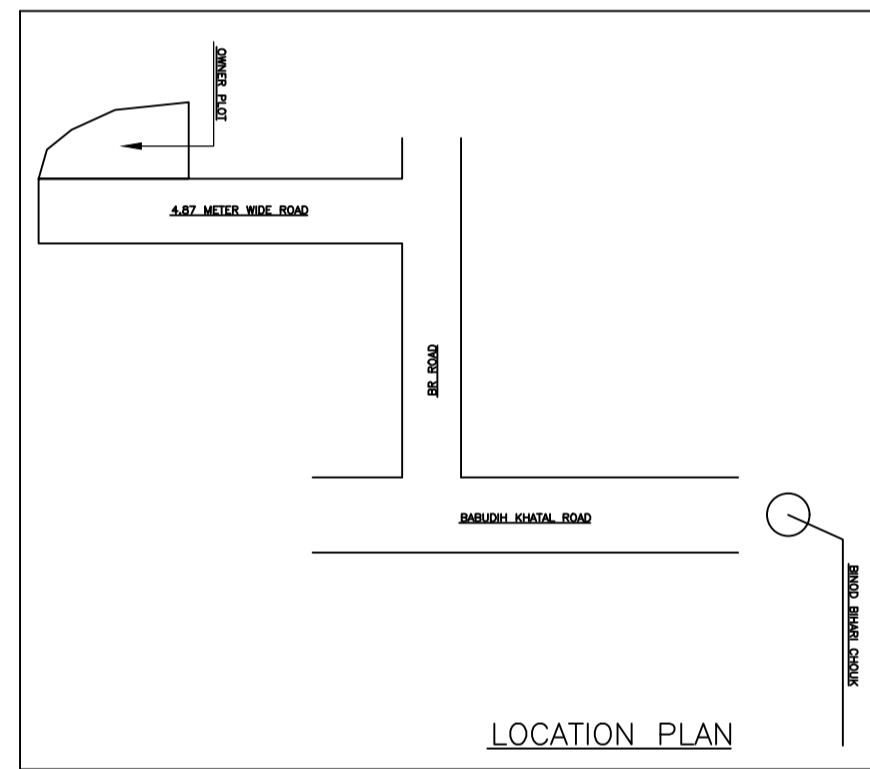 OWNER PLOT
4.87 METER WIDE ROAD
BR ROAD
BABUDIH KHATAL ROAD
BINOD BIHARI CHOUK
LOCATION PLAN